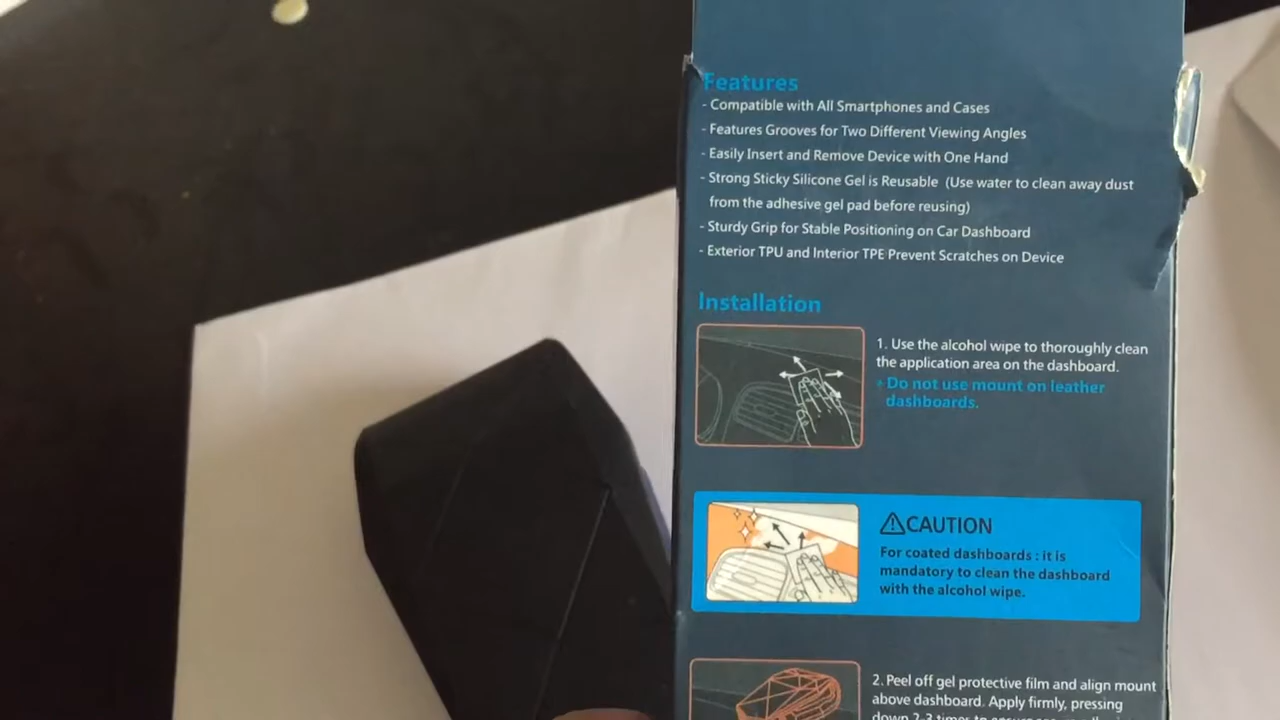 Features
- Compatible with All Smartphones and Cases
- Features Grooves for Two Different Viewing Angles
- Easily Insert and Remove Device with One Hand
- Strong Sticky Silicone Gel is Reusable (Use water to clean away dust
from the adhesive gel pad before reusing)
- Sturdy Grip for Stable Positioning on Car Dashboard
- Exterior TPU and Interior TPE Prevent Scratches on Device
Installation
1. Use the alcohol wipe to thoroughly clean
the application area on the dashboard.
* Do not use mount on leather
dashboards.
CAUTION
For coated dashboards : it is
mandatory to clean the dashboard
with the alcohol wipe.
2. Peel off gel protective film and align mount
above dashboard. Apply firmly, pressing
down 2-3 times to